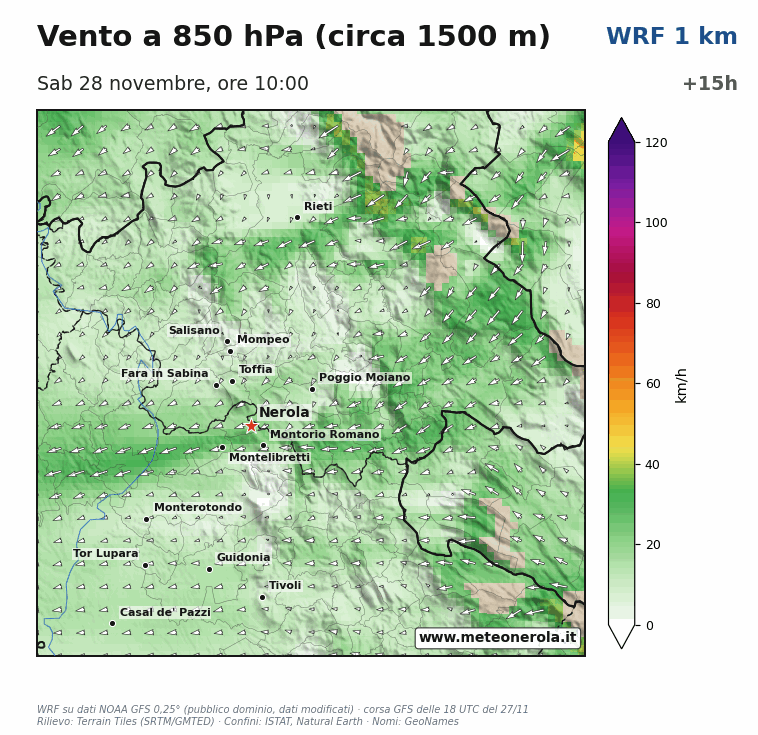 Vento a 850 hPa (circa 1500 m)
WRF 1 km
Sab 28 novembre, ore 10:00
+15h
Rieti
Salisano
Mompeo
Fara in Sabina
Toffia
Poggio Moiano
Nerola
Montorio Romano
Montelibretti
Monterotondo
Tor Lupara
Guidonia
Tivoli
Casal de' Pazzi
www.meteonerola.it
120
100
80
60
40
20
0
km/h
WRF su dati NOAA GFS 0,25° (pubblico dominio, dati modificati) · corsa GFS delle 18 UTC del 27/11
Rilievo: Terrain Tiles (SRTM/GMTED) · Confini: ISTAT, Natural Earth · Nomi: GeoNames